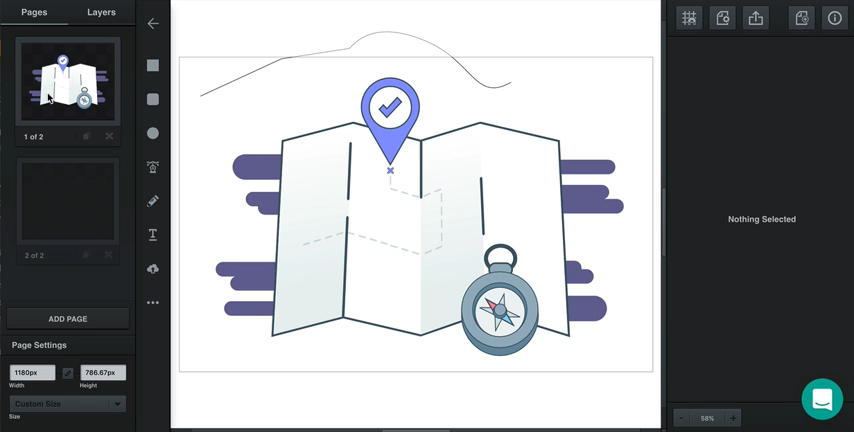 Pages Layers
1 of 2
2 of 2
ADD PAGE
Page Settings
1180px 786.67px
Width Height
Custom Size
Size
T
Nothing Selected
- 58% +